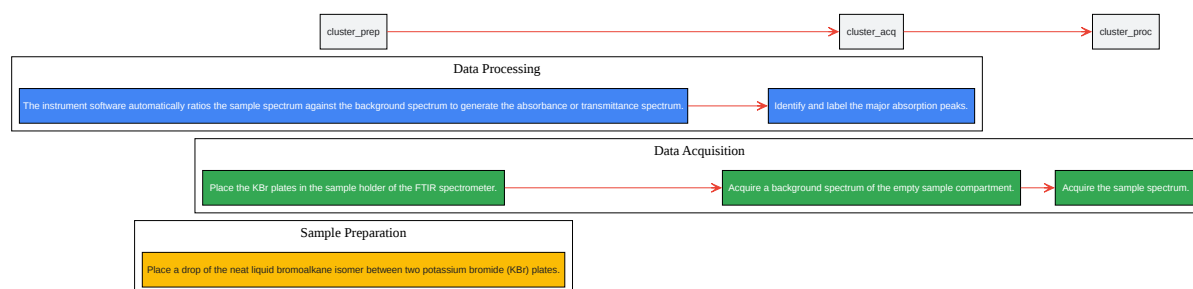 cluster_prep
cluster_acq
cluster_proc
Data Processing
The instrument software automatically ratios the sample spectrum against the background spectrum to generate the absorbance or transmittance spectrum.
Identify and label the major absorption peaks.
Data Acquisition
Place the KBr plates in the sample holder of the FTIR spectrometer.
Acquire a background spectrum of the empty sample compartment.
Acquire the sample spectrum.
Sample Preparation
Place a drop of the neat liquid bromoalkane isomer between two potassium bromide (KBr) plates.